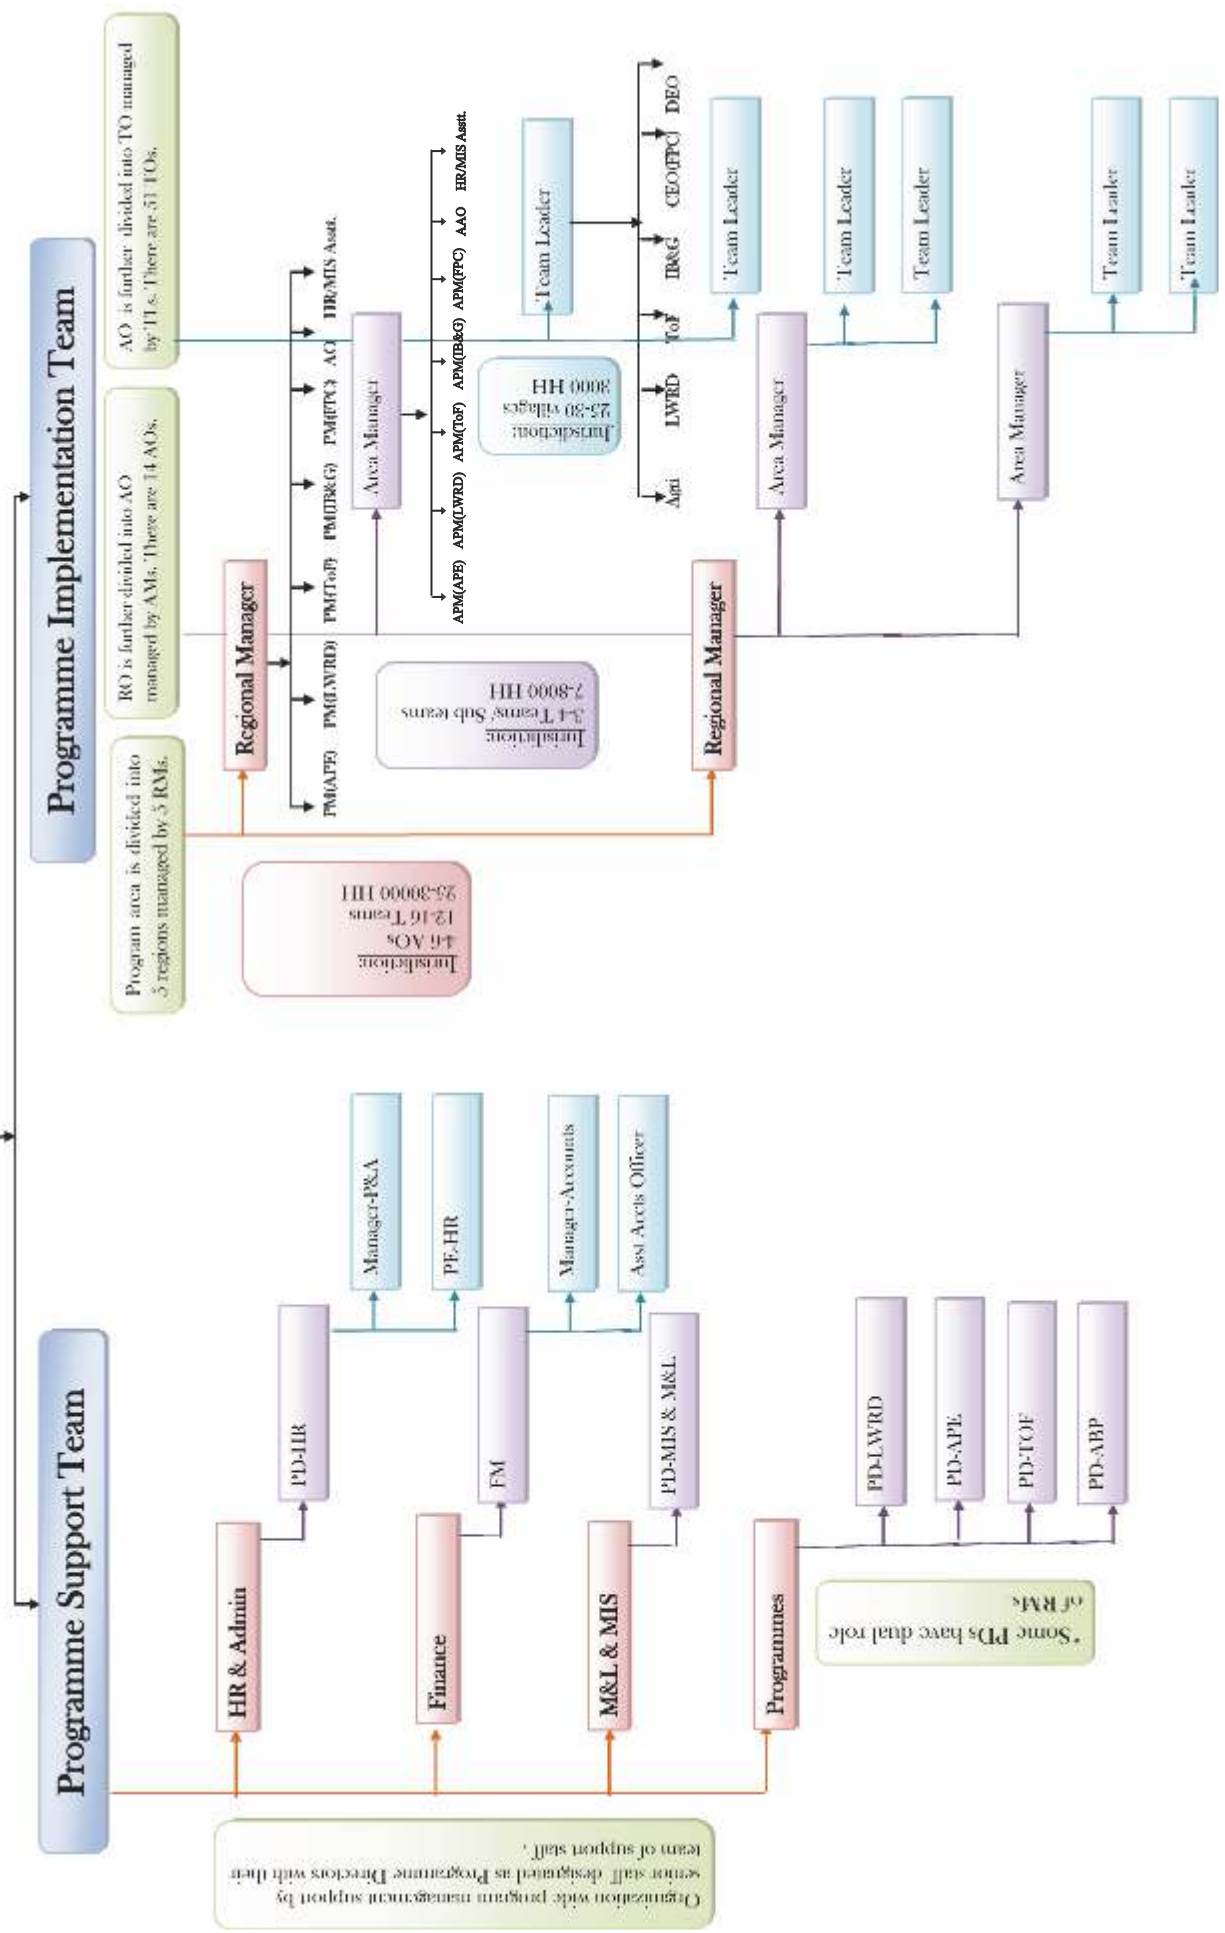 Programme Support Team
Organization wide program management support by
senior staff designated as Programme Directors with their
team of support staff .
HR & Admin
PD-HR
Manager-P&A
PE-HR
Finance
FM
Manager-Accounts
Asst Accts Officer
M&L & MIS
PD-MIS & M&L
Programmes
PD-LWRD
PD-APE
PD-TOF
PD-ABP
*Some PDs have dual role
of RMs
Programme Implementation Team
Program area is divided into
5 regions managed by 5 RMs.
RO is further divided into AO
managed by AMs. There are 14 AOs.
AO is further divided into TO managed
by TLs. There are 51 TOs.
Regional Manager
PM(APE) PM(LWRD) PM(ToF) PM(IB&G) PM(FPC) AO HR/MIS Asstt.
Jurisdiction:
4-6 AOs
12-16 Teams
25-30000 HH
Area Manager
APM(APE) APM(LWRD) APM(ToF) APM(IB&G) APM(FPC) AAO HR/MIS Asstt.
Jurisdiction:
3-4 Teams/ Sub teams
7-8000 HH
Team Leader
Jurisdiction:
25-30 villages
3000 HH
Agri LWRD ToF IB&G CEO(FPC) DEO
Regional Manager
Team Leader
Area Manager
Team Leader
Team Leader
Area Manager
Team Leader
Team Leader